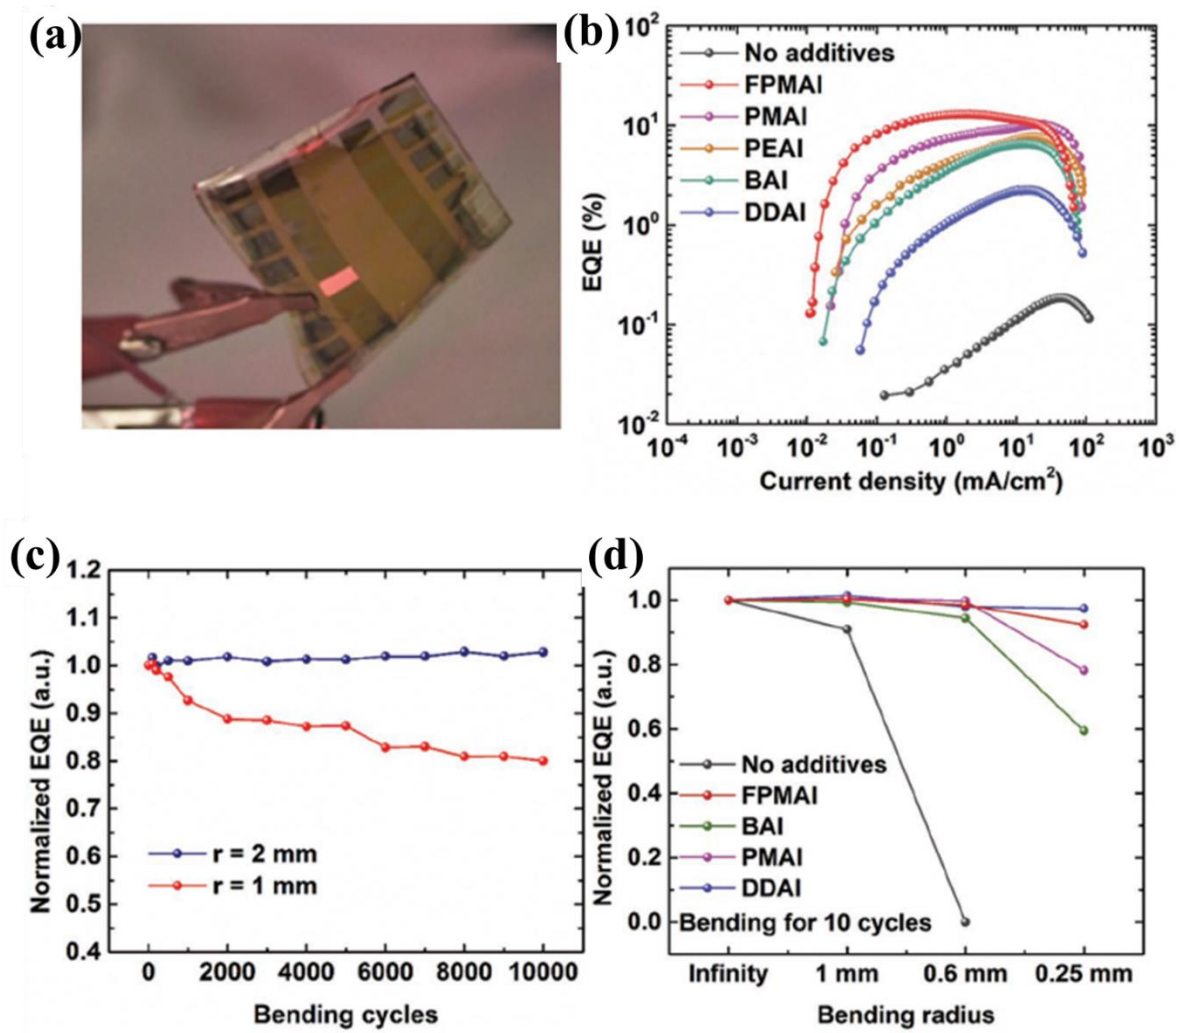 (a)
(b)
10²
10¹
10⁰
10⁻¹
10⁻²
EQE (%)
No additives
FPMAI
PMAI
PEAI
BAI
DDAI
10⁻⁴ 10⁻³ 10⁻² 10⁻¹ 10⁰ 10¹ 10² 10³
Current density (mA/cm²)
(c)
1.2
1.1
1.0
0.9
0.8
0.7
0.6
0.5
0.4
Normalized EQE (a.u.)
r = 2 mm
r = 1 mm
0 2000 4000 6000 8000 10000
Bending cycles
(d)
1.0
0.8
0.6
0.4
0.2
0.0
Normalized EQE (a.u.)
No additives
FPMAI
BAI
PMAI
DDAI
Bending for 10 cycles
Infinity 1 mm 0.6 mm 0.25 mm
Bending radius